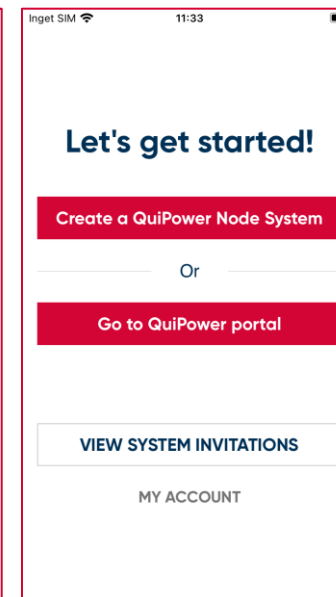 Inget SIM 11:33
Let's get started!
Create a QuiPower Node System
Or
Go to QuiPower portal
VIEW SYSTEM INVITATIONS
MY ACCOUNT